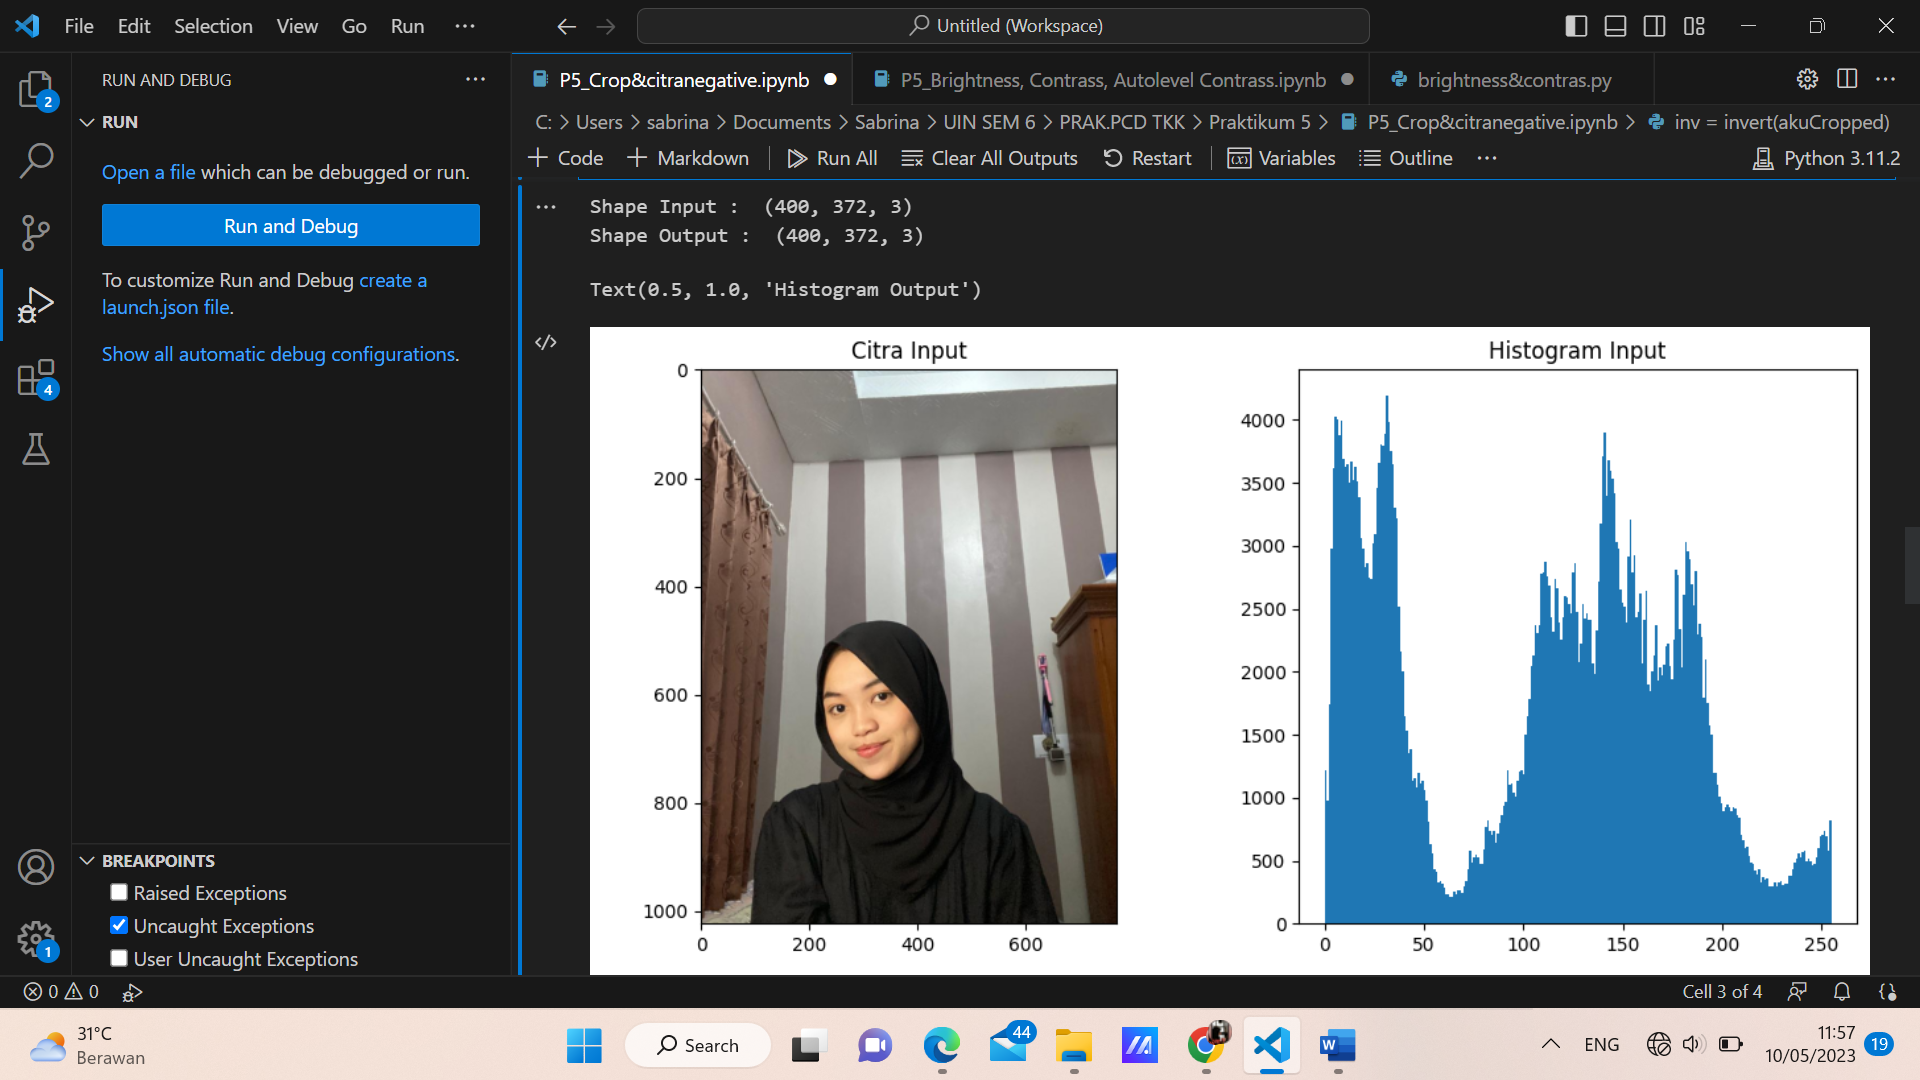 File Edit Selection View Go Run ··· Untitled (Workspace)
RUN AND DEBUG ···
P5_Crop&citranegative.ipynb P5_Brightness, Contrass, Autolevel Contrass.ipynb brightness&contras.py ···
2
RUN
C: > Users > sabrina > Documents > Sabrina > UIN SEM 6 > PRAK.PCD TKK > Praktikum 5 > P5_Crop&citranegative.ipynb > inv = invert(akuCropped)
+ Code + Markdown Run All Clear All Outputs Restart Variables Outline ··· Python 3.11.2
Open a file which can be debugged or run.
Run and Debug
To customize Run and Debug create a
launch.json file.
Show all automatic debug configurations.
4
Shape Input :  (400, 372, 3)
Shape Output :  (400, 372, 3)
Text(0.5, 1.0, 'Histogram Output')
Citra Input
0
200
400
600
800
1000
0 200 400 600
Histogram Input
4000
3500
3000
2500
2000
1500
1000
500
0
0 50 100 150 200 250
BREAKPOINTS
Raised Exceptions
Uncaught Exceptions
User Uncaught Exceptions
1
0 0 Cell 3 of 4
31°C
Berawan
Search
44
W
ENG
11:57
10/05/2023
19